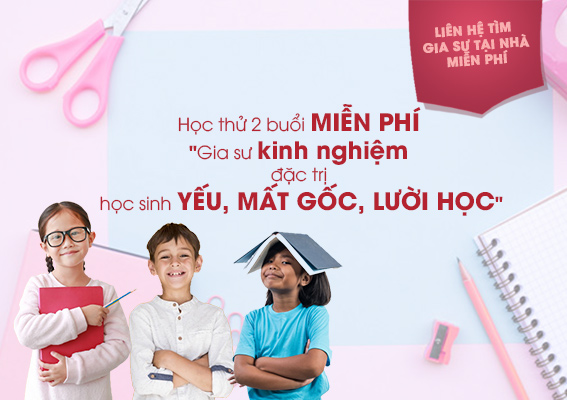 LIÊN HỆ TÌM
GIA SƯ TẠI NHÀ
MIỄN PHÍ
Học thử 2 buổi MIỄN PHÍ
"Gia sư kinh nghiệm
đặc trị
học sinh YẾU, MẤT GỐC, LƯỜI HỌC"